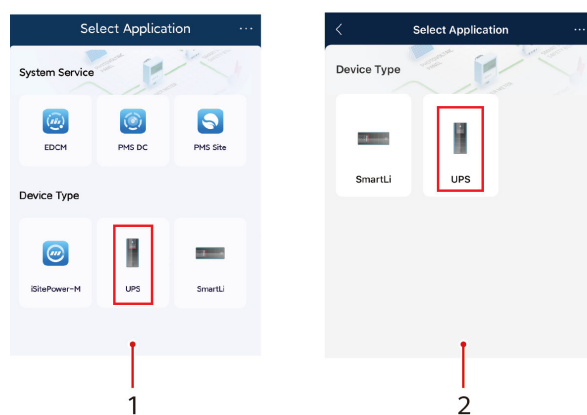 Select Application ...
System Service
EDCM PMS DC PMS Site
Device Type
iSitePower-M UPS SmartLi
1
Select Application ...
Device Type
SmartLi UPS
2